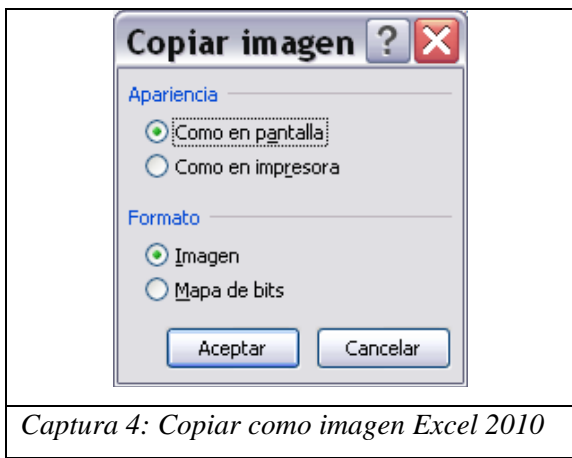 Copiar imagen ?
Apariencia
Como en pantalla
Como en impresora
Formato
Imagen
Mapa de bits
Aceptar Cancelar
Captura 4: Copiar como imagen Excel 2010